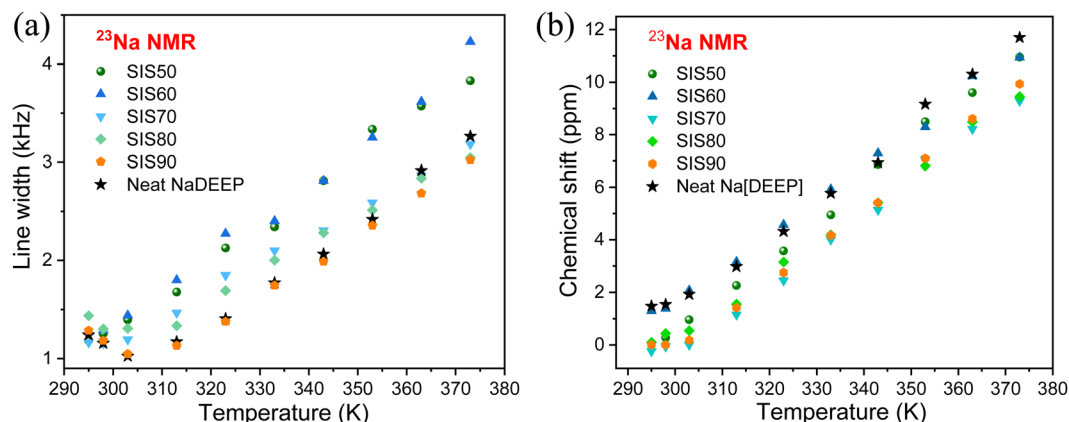 (a)
²³Na NMR
SIS50
SIS60
SIS70
SIS80
SIS90
Neat NaDEEP
Line width (kHz)
4
3
2
1
290 300 310 320 330 340 350 360 370 380
Temperature (K)
(b)
²³Na NMR
SIS50
SIS60
SIS70
SIS80
SIS90
Neat Na[DEEP]
Chemical shift (ppm)
12
10
8
6
4
2
0
290 300 310 320 330 340 350 360 370 380
Temperature (K)